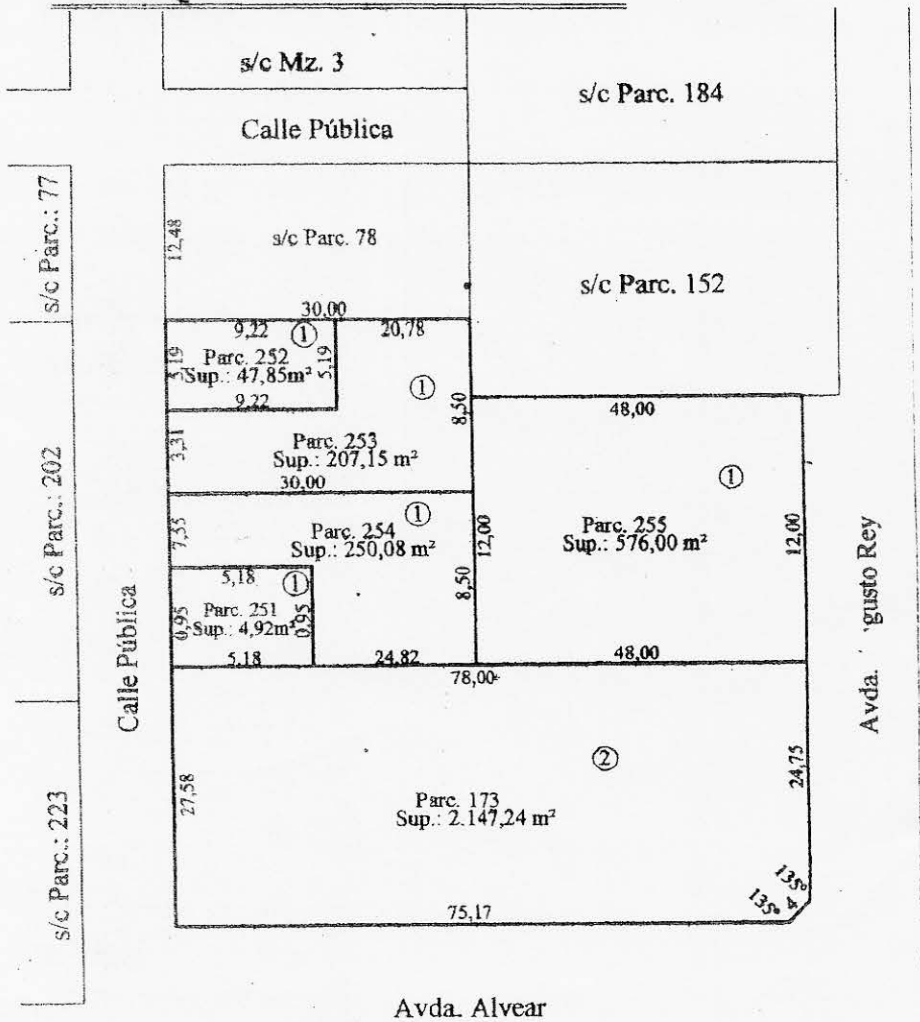 s/c Mz. 3
s/c Parc. 184
Calle Pública
s/c Parc.: 77
12,48
s/c Parc. 78
s/c Parc. 152
30,00
9,22
①
20,78
5,19
Parc. 252
Sup.: 47,85m²
5,19
①
9,22
8,50
48,00
s/c Parc.: 202
3,31
Parc. 253
Sup.: 207,15 m²
30,00
①
7,55
Parc. 254
Sup.: 250,08 m²
①
12,00
8,50
Parc. 255
Sup.: 576,00 m²
12,00
5,18
①
0,95
Parc. 251
Sup.: 4,92m²
0,95
5,18
24,82
48,00
78,00
Calle Pública
Avda. gusto Rey
s/c Parc.: 223
27,58
②
24,75
Parc. 173
Sup.: 2.147,24 m²
135°
4
135°
75,17
Avda. Alvear